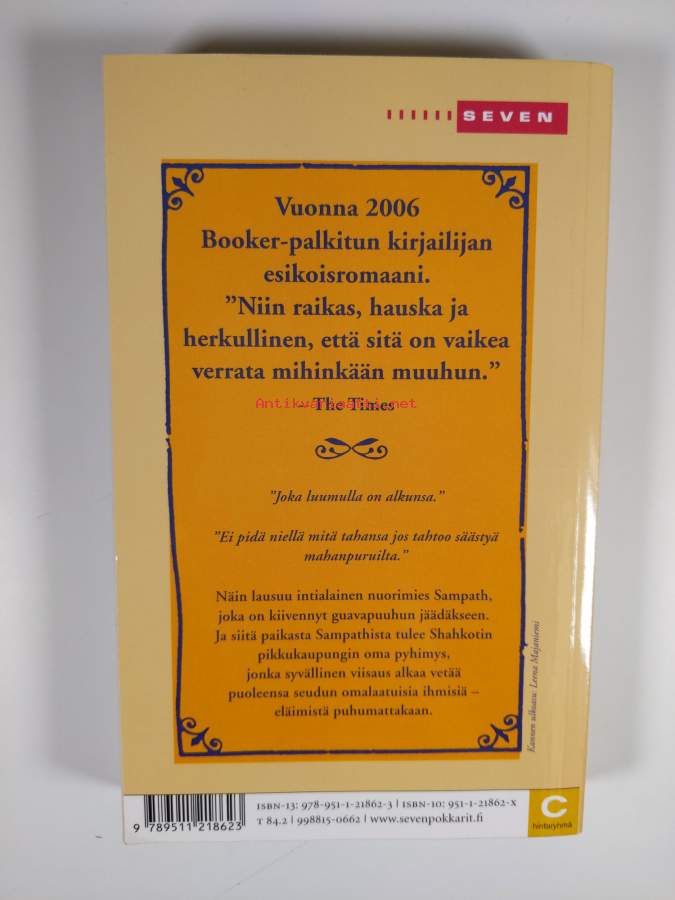 SEVEN
Vuonna 2006
Booker-palkitun kirjailijan
esikoisromaani.
”Niin raikas, hauska ja
herkullinen, että sitä on vaikea
verrata mihinkään muuhun.”
– The Times
Antikvariaatti.net
”Joka luumulla on alkunsa.”
”Ei pidä niellä mitä tahansa jos tahtoo säästyä
mahanpuruilta.”
Näin lausuu intialainen nuorimies Sampath,
joka on kiivennyt guavapuuhun jäädäkseen.
Ja siitä paikasta Sampathista tulee Shahkotin
pikkukaupungin oma pyhimys,
jonka syvällinen viisaus alkaa vetää
puoleensa seudun omalaatuisia ihmisiä –
eläimistä puhumattakaan.
Kannen ulkoasu: Leena Majaniemi
ISBN-13: 978-951-1-21862-3 | ISBN-10: 951-1-21862-X
T 84.2 | 998815-0662 | www.sevenpokkarit.fi
9 789511 218623
C
hintaryhmä